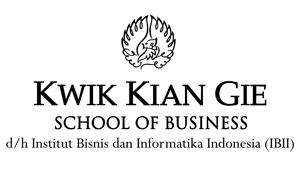 KWIK KIAN GIE
SCHOOL OF BUSINESS
d/h Institut Bisnis dan Informatika Indonesia (IBII)